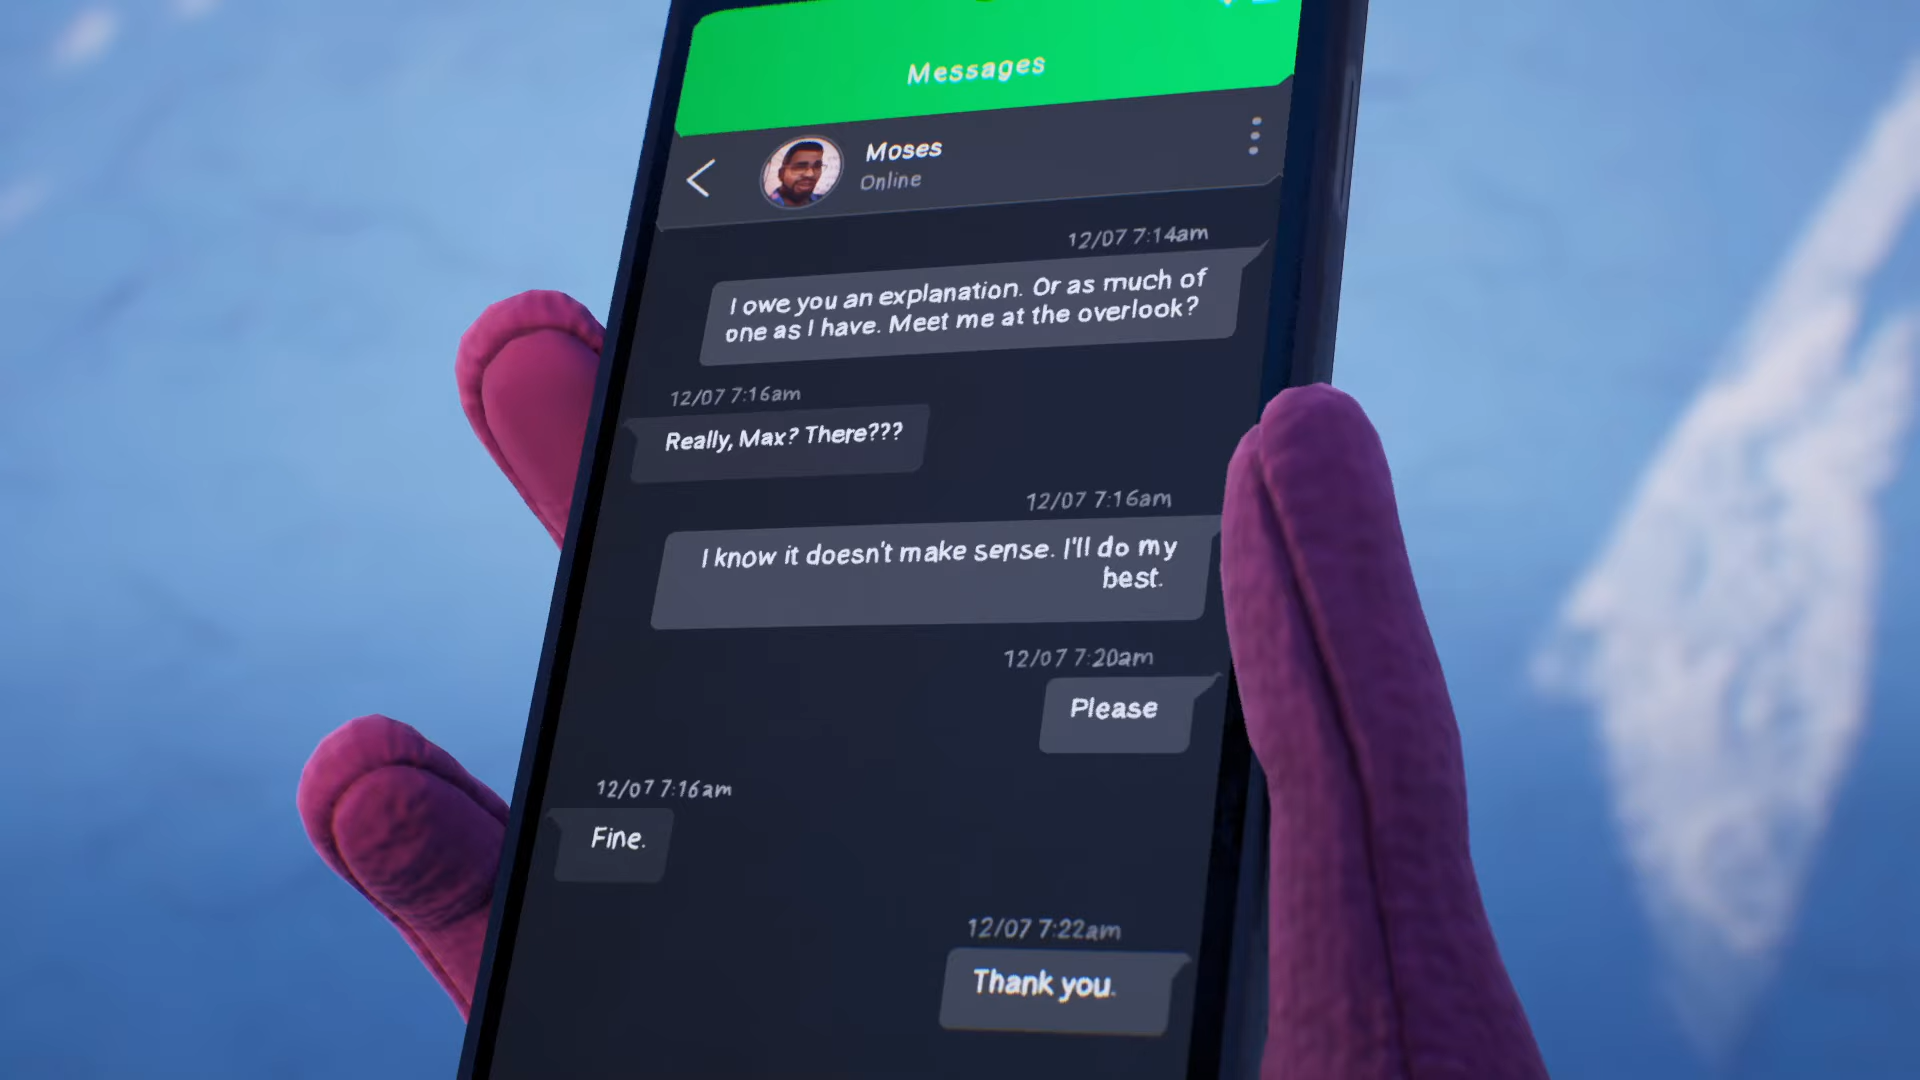 Messages
Moses
Online
12/07 7:14am
I owe you an explanation. Or as much of
one as I have. Meet me at the overlook?
12/07 7:16am
Really, Max? There???
12/07 7:16am
I know it doesn't make sense. I'll do my
best.
12/07 7:20am
Please
12/07 7:16am
Fine.
12/07 7:22am
Thank you.